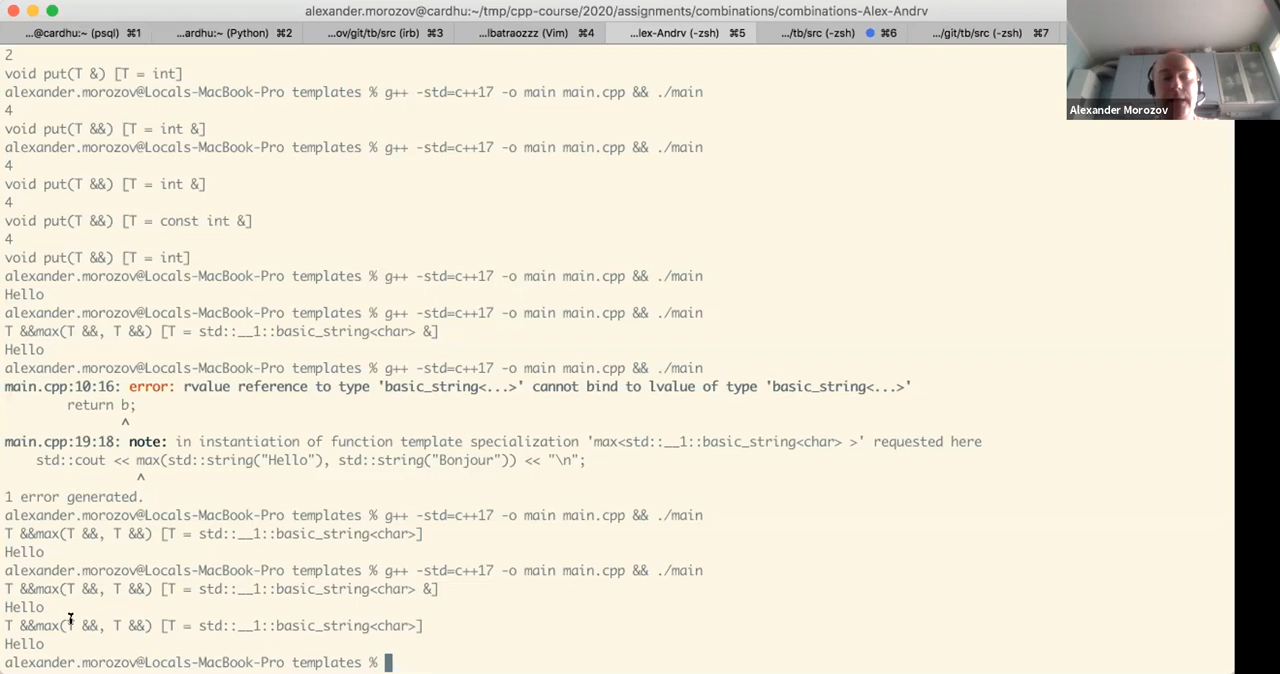 alexander.morozov@cardhu:~/tmp/cpp-course/2020/assignments/combinations/combinations-Alex-Andrv
...@cardhu:~ (psql) ⌘1 ...ardhu:~ (Python) ⌘2 ...ov/git/tb/src (irb) ⌘3 ...lbatraozzz (Vim) ⌘4 ...lex-Andrv (-zsh) ⌘5 .../tb/src (-zsh) ⌘6 .../git/tb/src (-zsh) ⌘7
Alexander Morozov
2
void put(T &) [T = int]
alexander.morozov@Locals-MacBook-Pro templates % g++ -std=c++17 -o main main.cpp && ./main
4
void put(T &&) [T = int &]
alexander.morozov@Locals-MacBook-Pro templates % g++ -std=c++17 -o main main.cpp && ./main
4
void put(T &&) [T = int &]
4
void put(T &&) [T = const int &]
4
void put(T &&) [T = int]
alexander.morozov@Locals-MacBook-Pro templates % g++ -std=c++17 -o main main.cpp && ./main
Hello
alexander.morozov@Locals-MacBook-Pro templates % g++ -std=c++17 -o main main.cpp && ./main
T &&max(T &&, T &&) [T = std::__1::basic_string<char> &]
Hello
alexander.morozov@Locals-MacBook-Pro templates % g++ -std=c++17 -o main main.cpp && ./main
main.cpp:10:16: error: rvalue reference to type 'basic_string<...>' cannot bind to lvalue of type 'basic_string<...>'
return b;
^
main.cpp:19:18: note: in instantiation of function template specialization 'max<std::__1::basic_string<char> >' requested here
std::cout << max(std::string("Hello"), std::string("Bonjour")) << "\n";
^
1 error generated.
alexander.morozov@Locals-MacBook-Pro templates % g++ -std=c++17 -o main main.cpp && ./main
T &&max(T &&, T &&) [T = std::__1::basic_string<char>]
Hello
alexander.morozov@Locals-MacBook-Pro templates % g++ -std=c++17 -o main main.cpp && ./main
T &&max(T &&, T &&) [T = std::__1::basic_string<char> &]
Hello
T &&max(T &&, T &&) [T = std::__1::basic_string<char>]
Hello
alexander.morozov@Locals-MacBook-Pro templates %